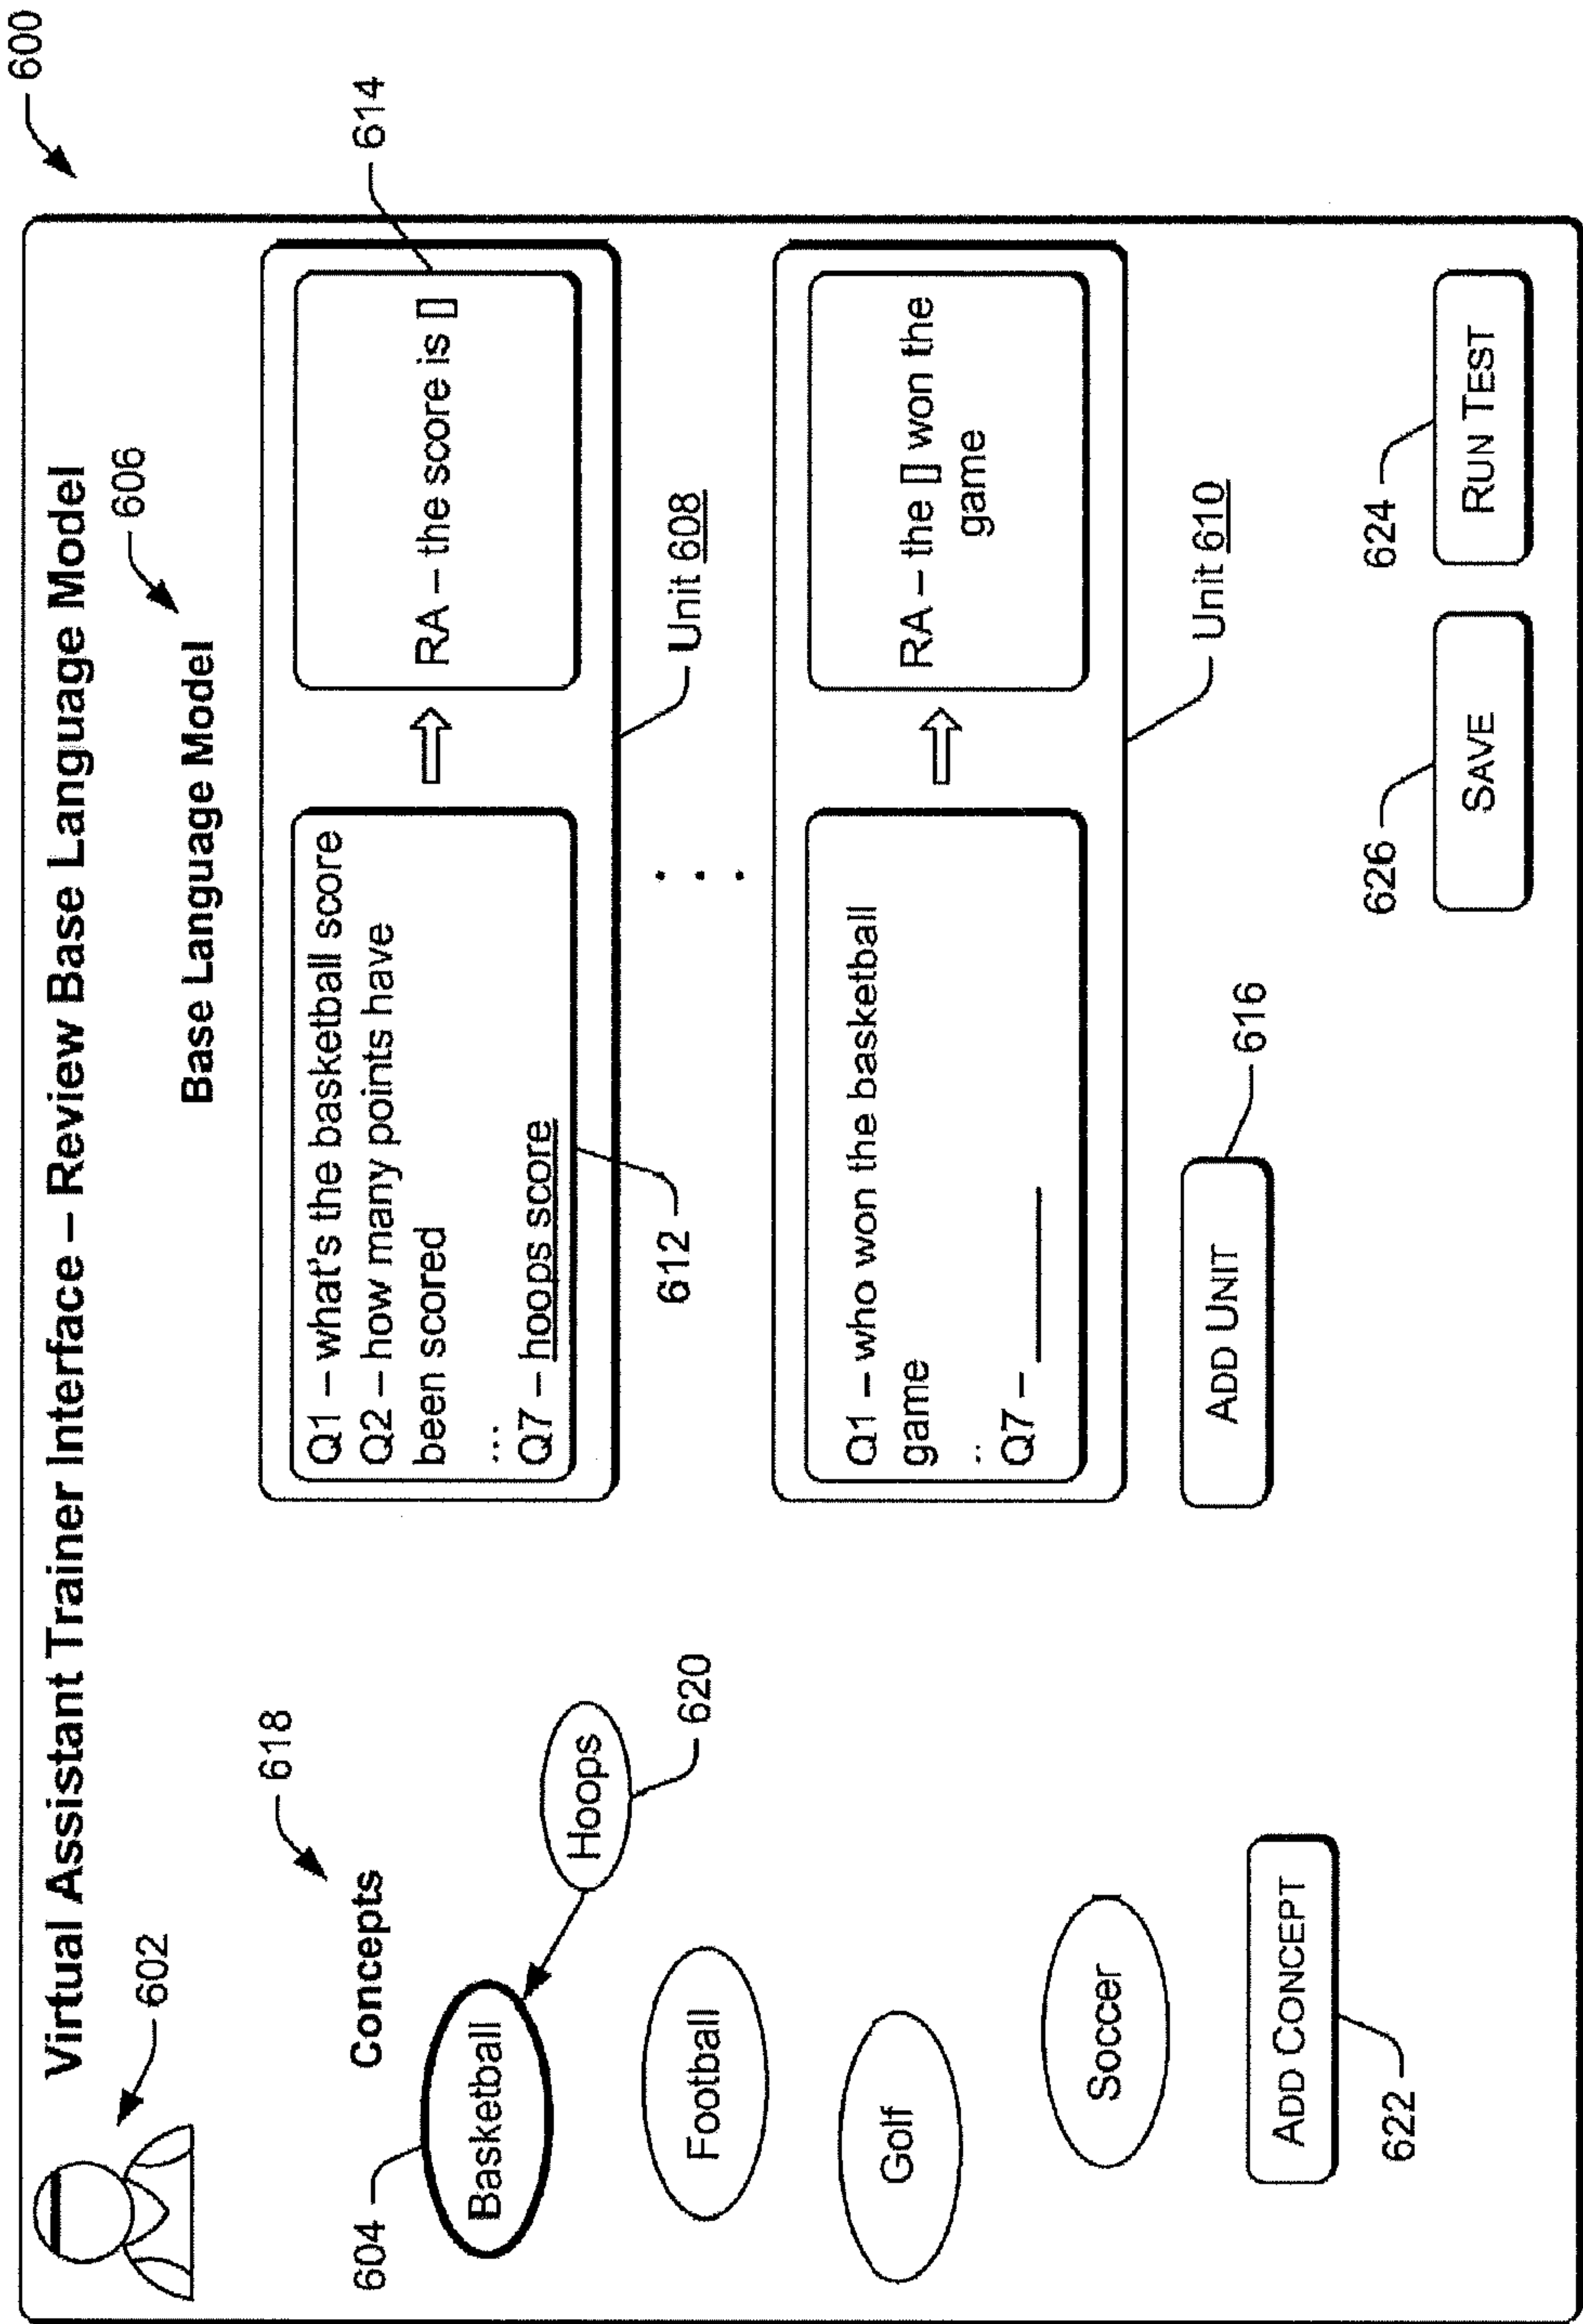 600
Virtual Assistant Trainer Interface – Review Base Language Model
602
618
Concepts
604
Basketball
Hoops
620
Football
Golf
Soccer
ADD CONCEPT
622
606
Base Language Model
Q1 – what's the basketball score
Q2 – how many points have
been scored
...
Q7 – hoops score
612
RA – the score is []
614
Unit 608
Q1 – who won the basketball
game
..
Q7 –
RA – the [] won the
game
Unit 610
ADD UNIT
616
626
SAVE
624
RUN TEST